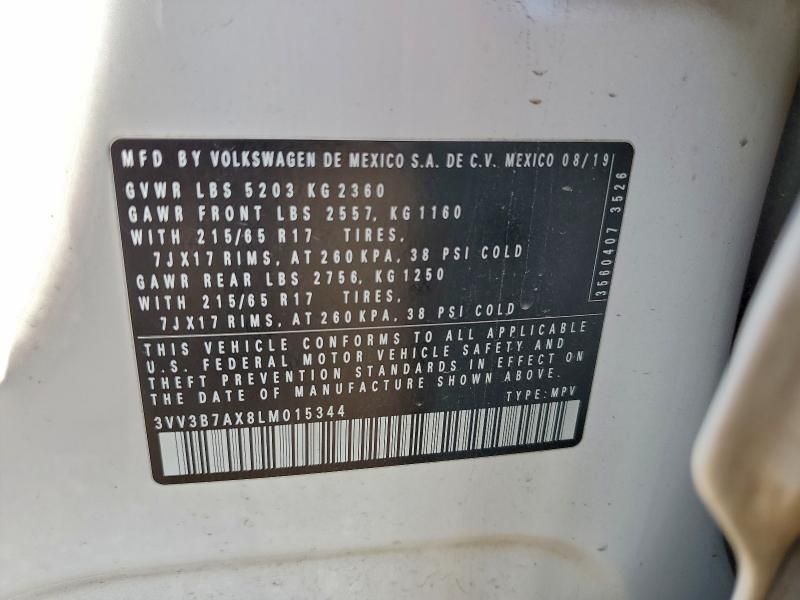 MFD BY VOLKSWAGEN DE MEXICO S.A. DE C.V. MEXICO 08/19
GVWR LBS 5203 KG 2360
GAWR FRONT LBS 2557, KG 1160
WITH 215/65 R17 TIRES,
7JX17 RIMS, AT 260 KPA, 38 PSI COLD
GAWR REAR LBS 2756, KG 1250
WITH 215/65 R17 TIRES,
7JX17 RIMS, AT 260 KPA, 38 PSI COLD
THIS VEHICLE CONFORMS TO ALL APPLICABLE
U.S. FEDERAL MOTOR VEHICLE SAFETY AND
THEFT PREVENTION STANDARDS IN EFFECT ON
THE DATE OF MANUFACTURE SHOWN ABOVE.
TYPE: MPV
3VV3B7AX8LM015344
3560407 3526